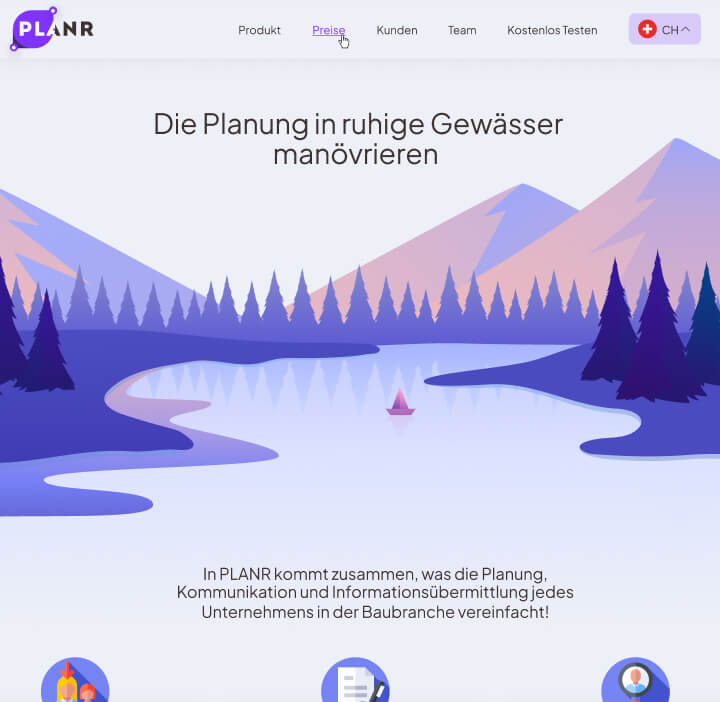 PLANR
Produkt
Preise
Kunden
Team
Kostenlos Testen
CH
Die Planung in ruhige Gewässer
manövrieren
In PLANR kommt zusammen, was die Planung,
Kommunikation und Informationsübermittlung jedes
Unternehmens in der Baubranche vereinfacht!